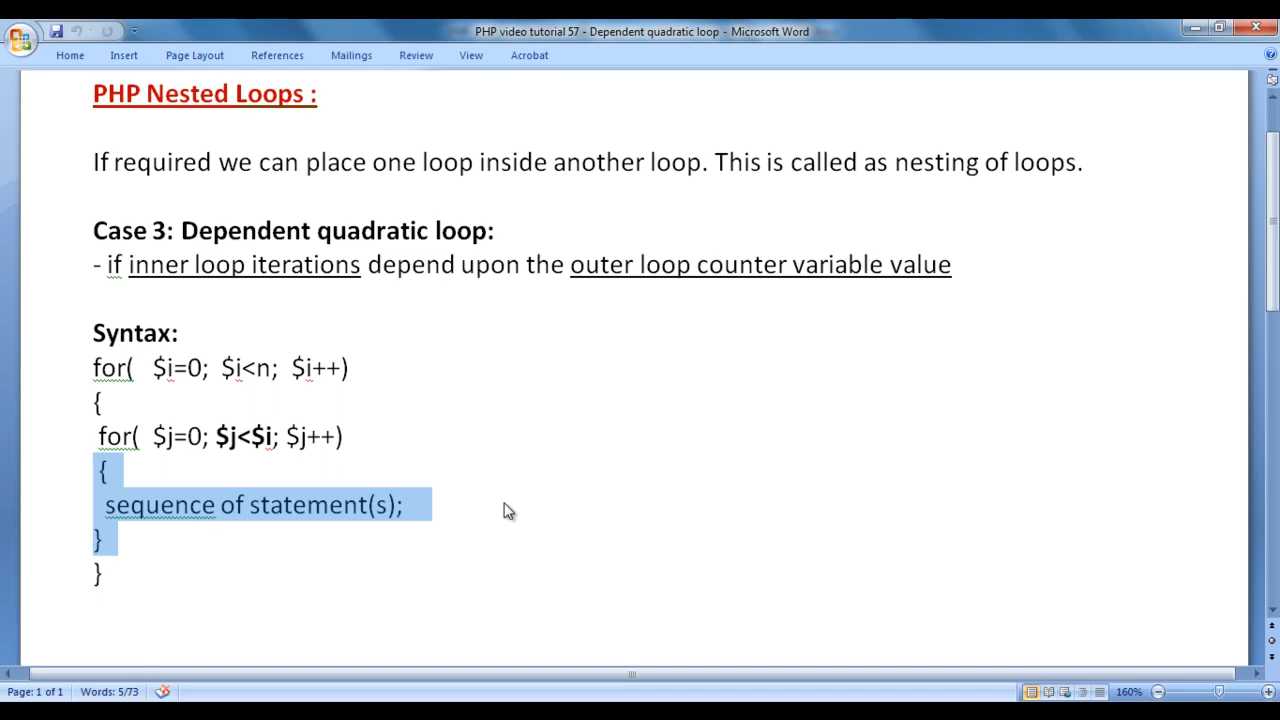 PHP video tutorial 57 - Dependent quadratic loop - Microsoft Word
Home Insert Page Layout References Mailings Review View Acrobat
PHP Nested Loops :
If required we can place one loop inside another loop. This is called as nesting of loops.
Case 3: Dependent quadratic loop:
- if inner loop iterations depend upon the outer loop counter variable value
Syntax:
for( $i=0; $i<n; $i++)
{
for( $j=0; $j<$i; $j++)
{
sequence of statement(s);
}
}
Page: 1 of 1 Words: 5/73 160%